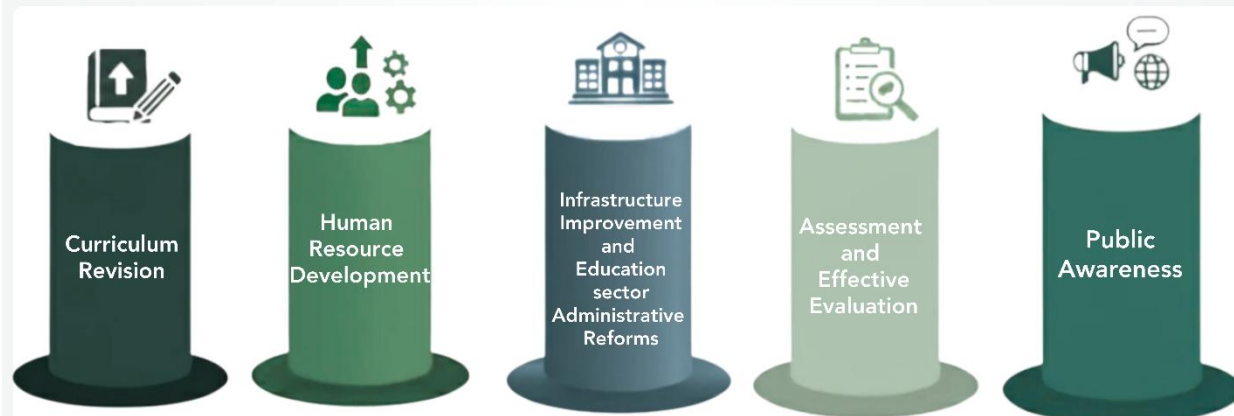 Curriculum
Revision
Human
Resource
Development
Infrastructure
Improvement
and
Education
sector
Administrative
Reforms
Assessment
and
Effective
Evaluation
Public
Awareness